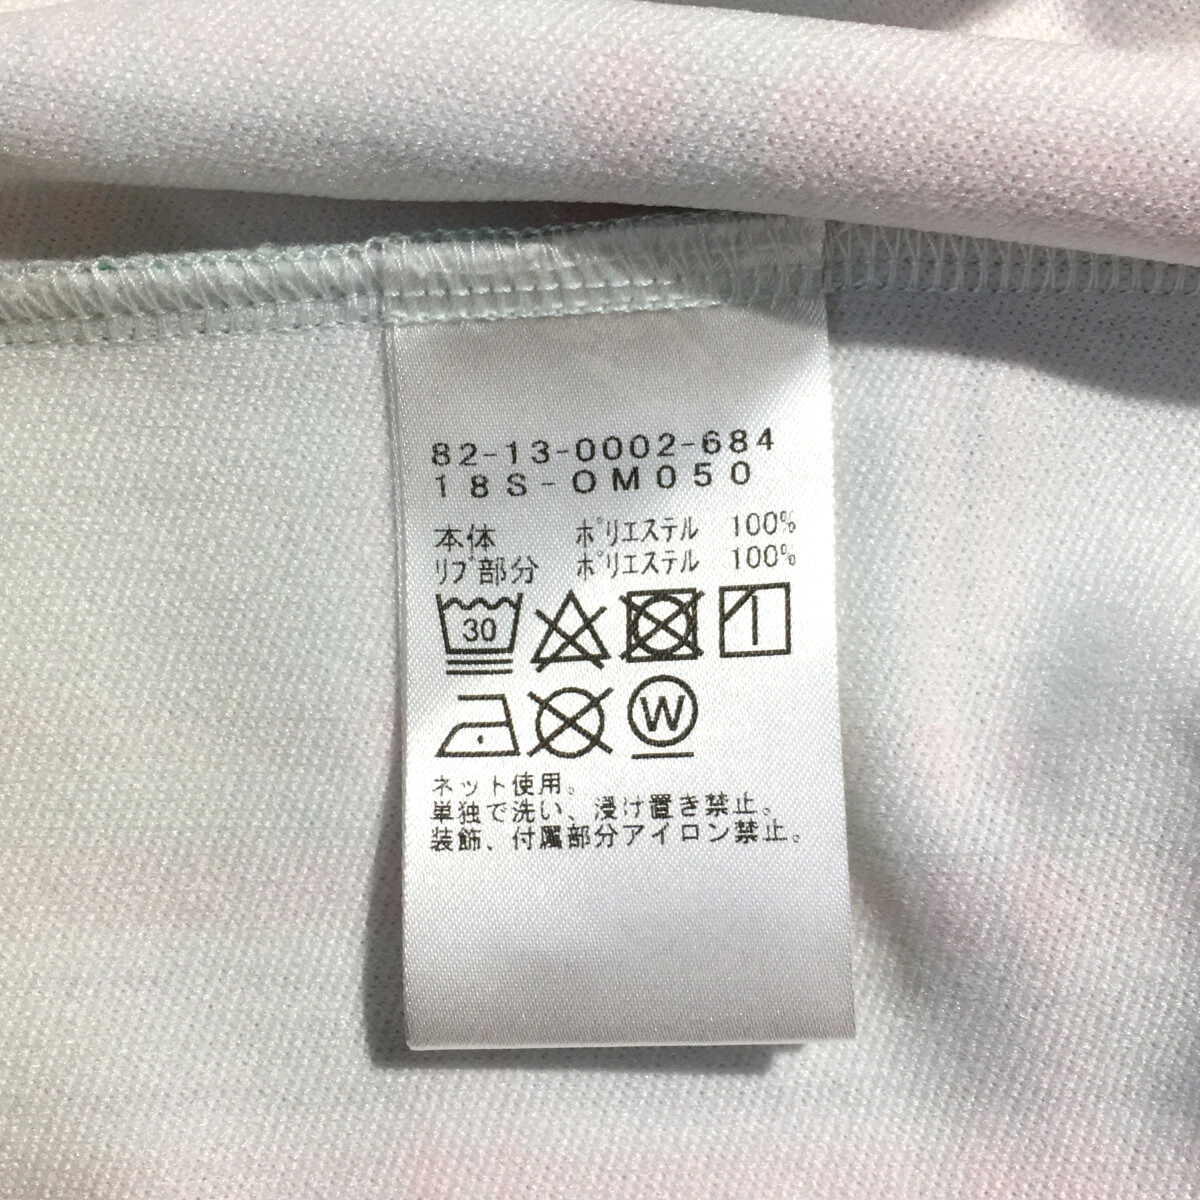 82-13-0002-684
18S-OM050
本体 ポリエステル 100%
リブ部分 ポリエステル 100%
30
W
ネット使用。
単独で洗い、浸け置き禁止。
装飾、付属部分アイロン禁止。